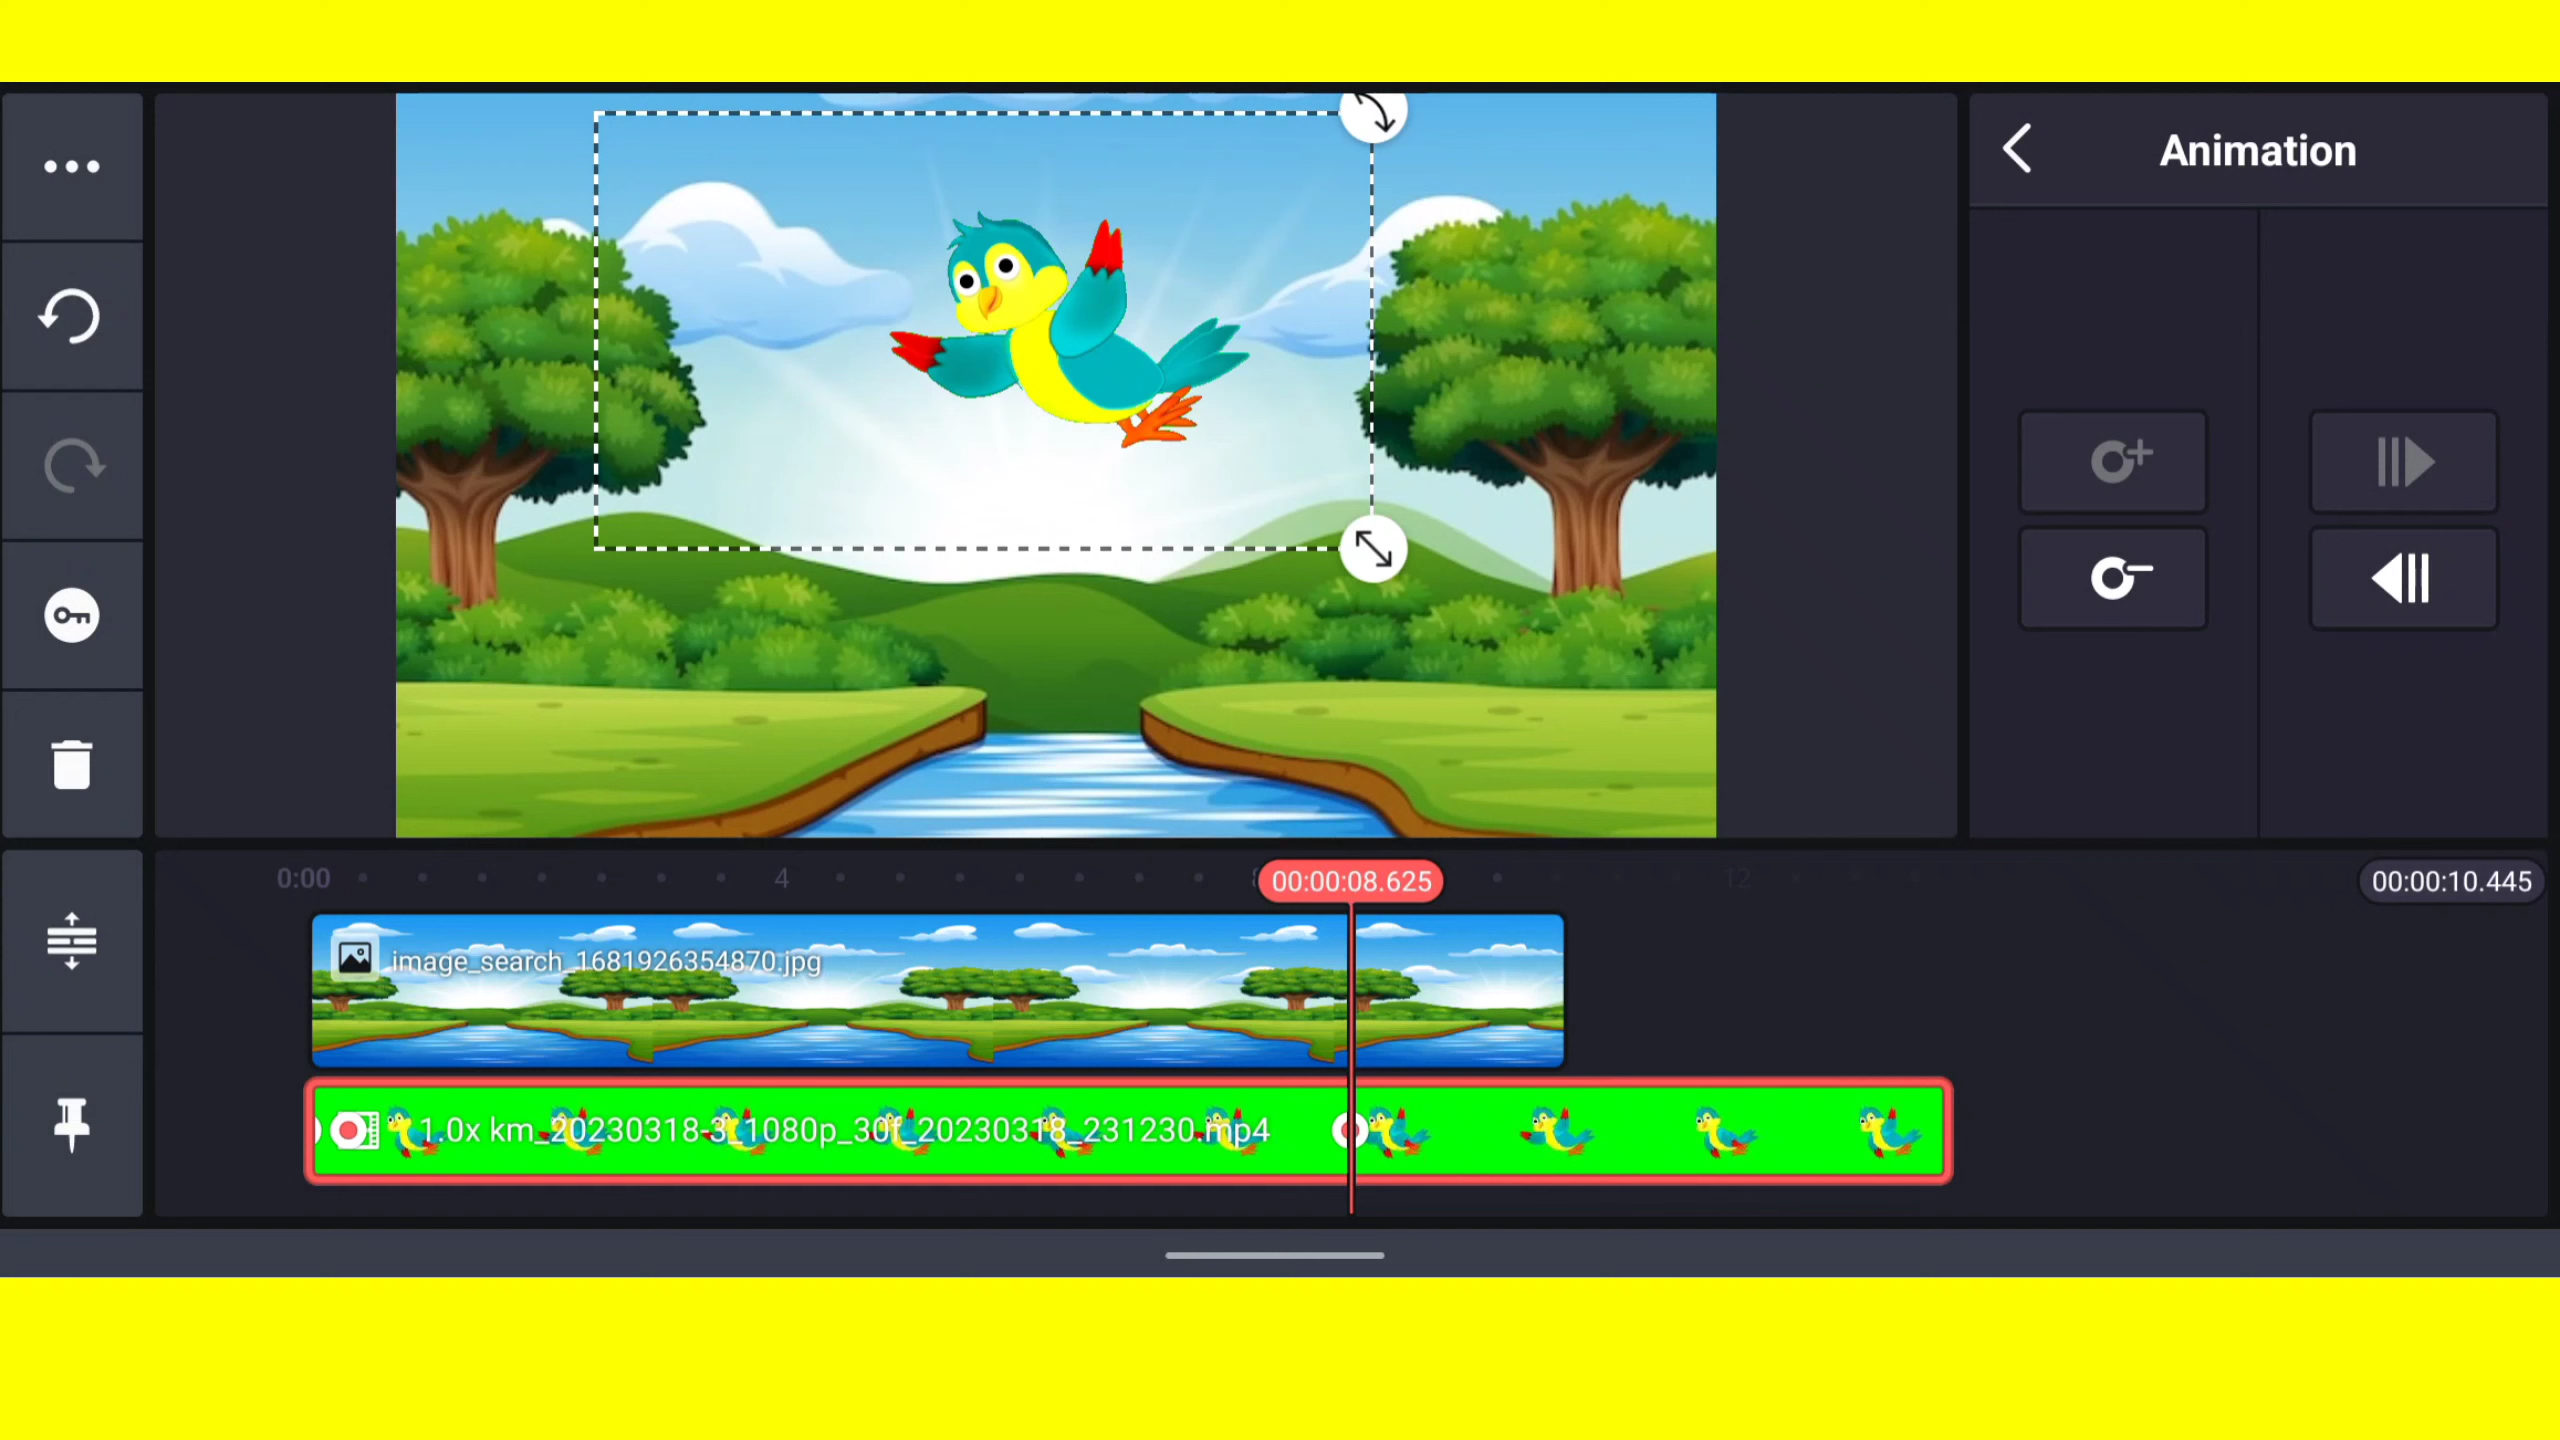 Animation
0:00
4
00:00:08.625
12
00:00:10.445
image_search_1681926354870.jpg
1.0x km_20230318-3_1080p_30f_20230318_231230.mp4